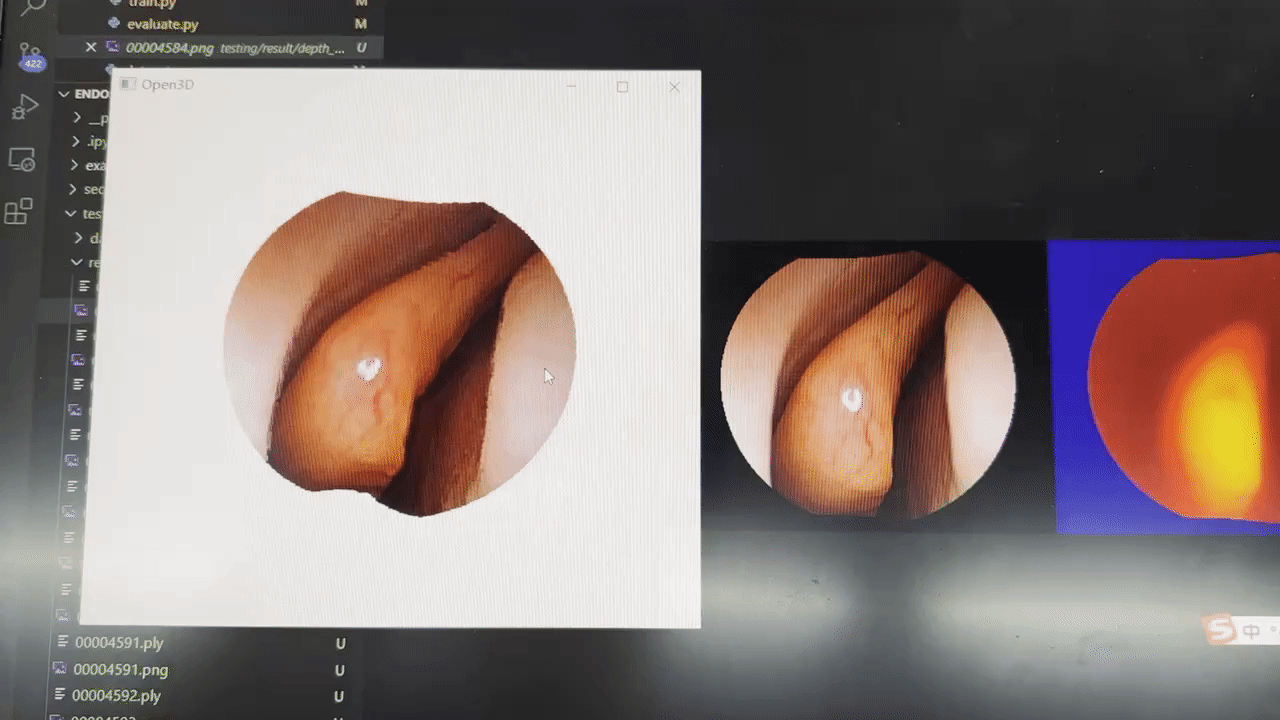 train.py M
evaluate.py M
00004584.png testing/result/depth_... U
422
Open3D
ENDO
__p
.ipy
exa
sec
tes
d
re
00004591.ply U
00004591.png U
00004592.ply U
S 中